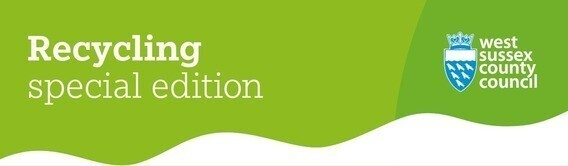 Recycling
special edition
west
sussex
county
council